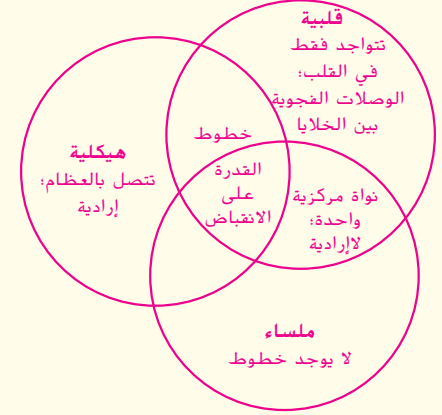 قلبية
تتواجد فقط
في القلب؛
الوصلات الفجوية
بين الخلايا
خطوط
هيكلية
تتصل بالعظام؛
إرادية
القدرة
على
الانقباض
نواة مركزية
واحدة؛
لاإرادية
ملساء
لا يوجد خطوط